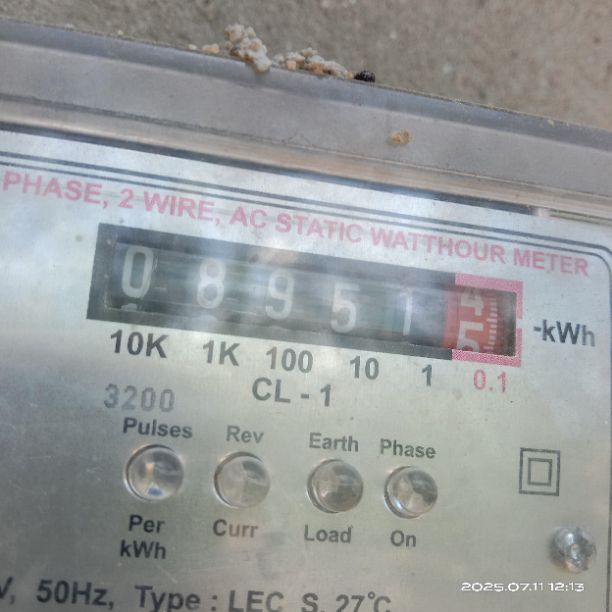 PHASE, 2 WIRE, AC STATIC WATTHOUR METER
0 8 9 5 1 4
5
-kWh
10K 1K 100 10 1 0.1
CL - 1
3200
Pulses Rev Earth Phase
Per Curr Load On
kWh
V, 50Hz, Type : LEC S, 27°C
2025.07.11 12:13